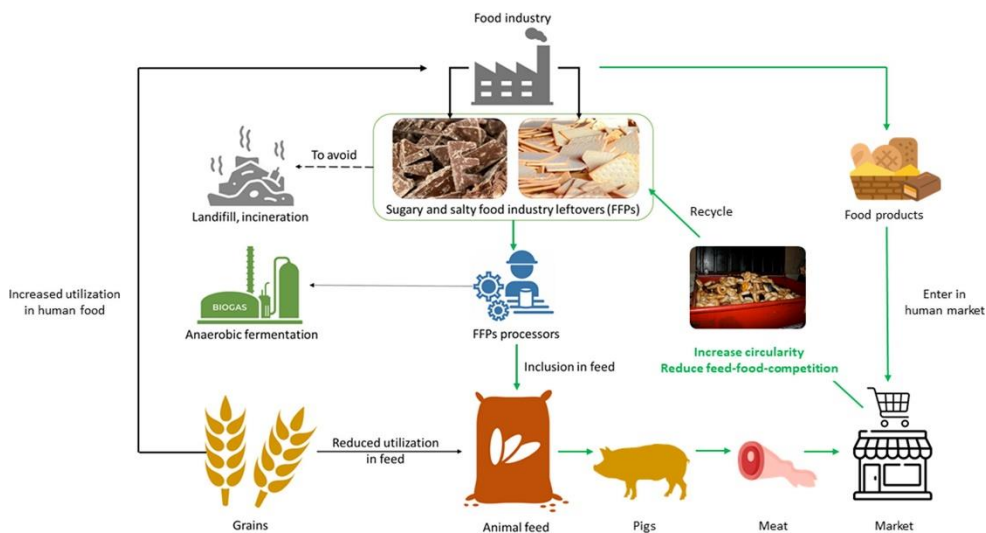 Food industry
To avoid
Landifill, incineration
Sugary and salty food industry leftovers (FFPs)
Recycle
Food products
Increased utilization
in human food
BIOGAS
Anaerobic fermentation
FFPs processors
Enter in
human market
Increase circularity
Reduce feed-food-competition
Inclusion in feed
Reduced utilization
in feed
Grains
Animal feed
Pigs
Meat
Market